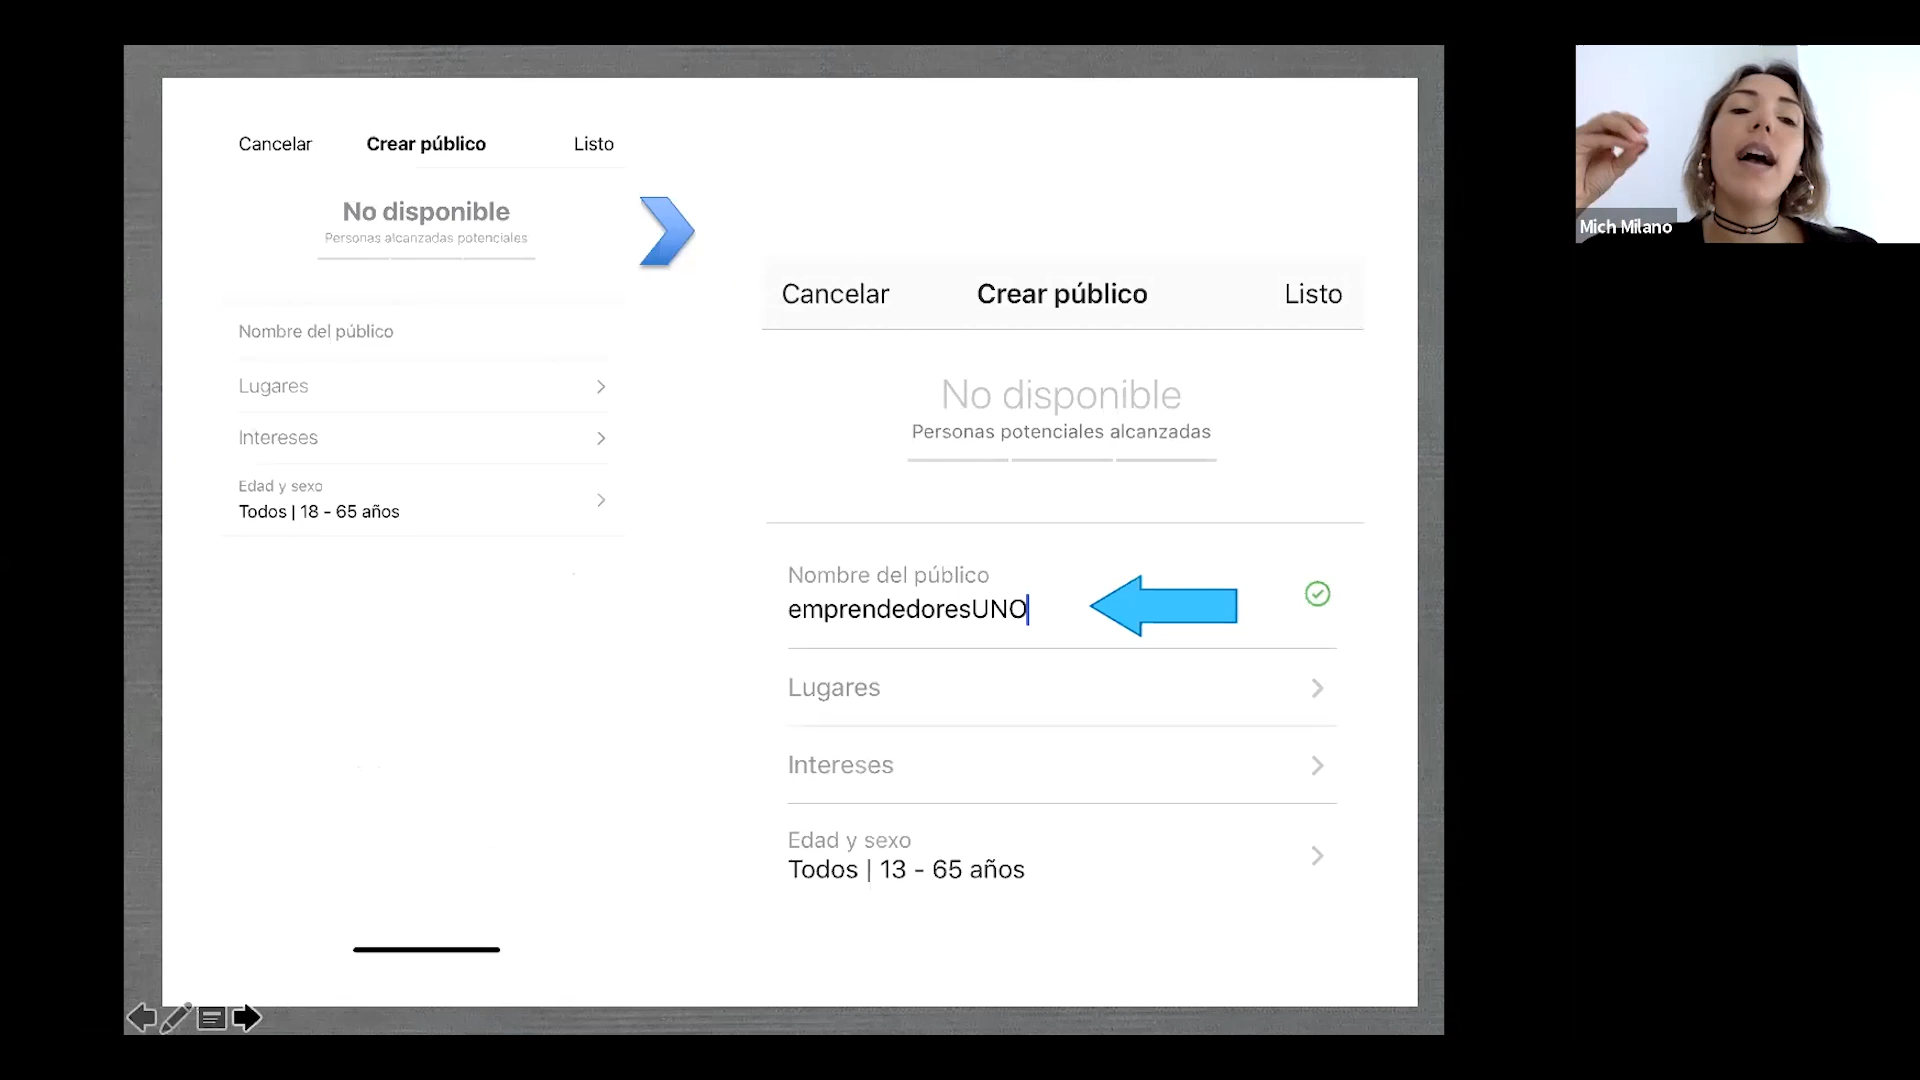 Cancelar Crear público Listo
No disponible
Personas alcanzadas potenciales
Nombre del público
Lugares
Intereses
Edad y sexo
Todos | 18 - 65 años
Cancelar Crear público Listo
No disponible
Personas potenciales alcanzadas
Nombre del público
emprendedoresUNO
Lugares
Intereses
Edad y sexo
Todos | 13 - 65 años
Mich Milano